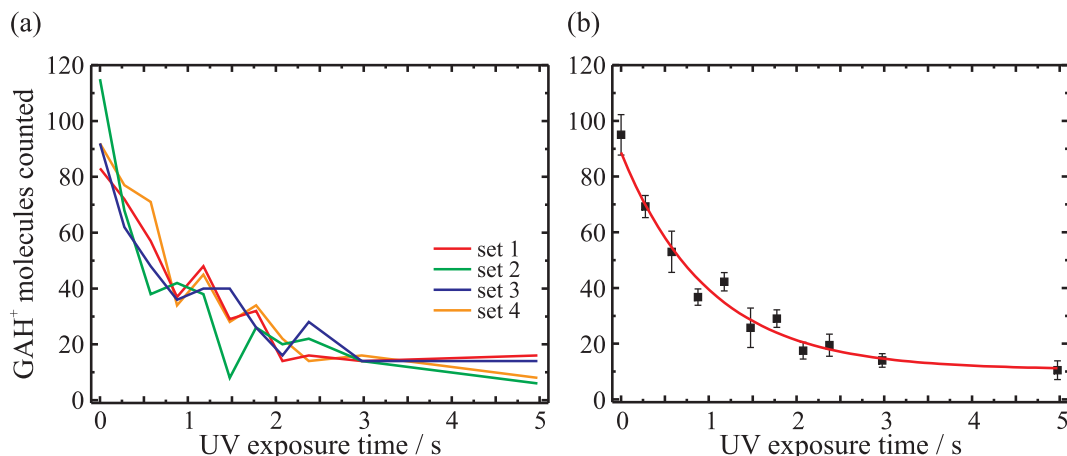 (a)
(b)
GAH+ molecules counted
120
100
80
60
40
20
0
set 1
set 2
set 3
set 4
0 1 2 3 4 5
UV exposure time / s
120
100
80
60
40
20
0
0 1 2 3 4 5
UV exposure time / s